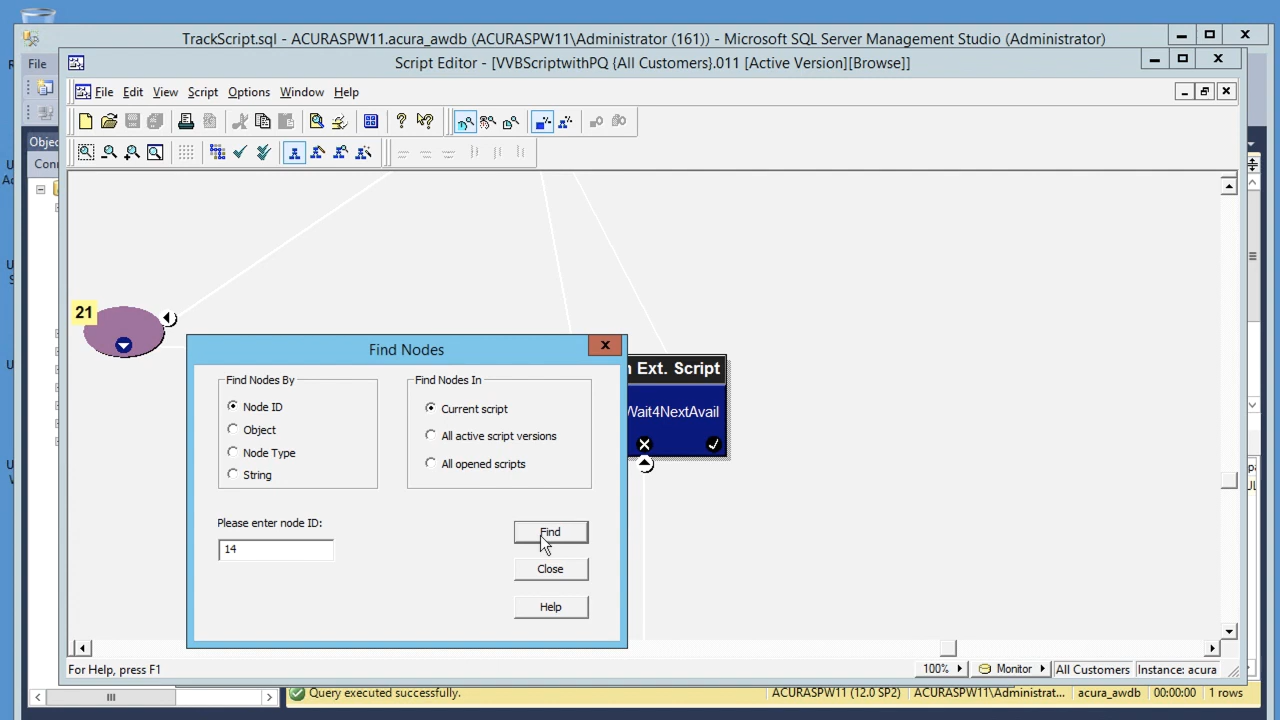 TrackScript.sql - ACURASPW11.acura_awdb (ACURASPW11\Administrator (161)) - Microsoft SQL Server Management Studio (Administrator)
File
Script Editor - [VVBScriptwithPQ {All Customers}.011 [Active Version][Browse]]
File Edit View Script Options Window Help
Objec
Conn
21
Find Nodes
Find Nodes By
Find Nodes In
Node ID
Current script
Object
All active script versions
Node Type
All opened scripts
String
Please enter node ID:
14
Find
Close
Help
n Ext. Script
Wait4NextAvail
For Help, press F1
100%
Monitor
All Customers
Instance: acura
Query executed successfully.
ACURASPW11 (12.0 SP2)
ACURASPW11\Administrat...
acura_awdb
00:00:00
1 rows